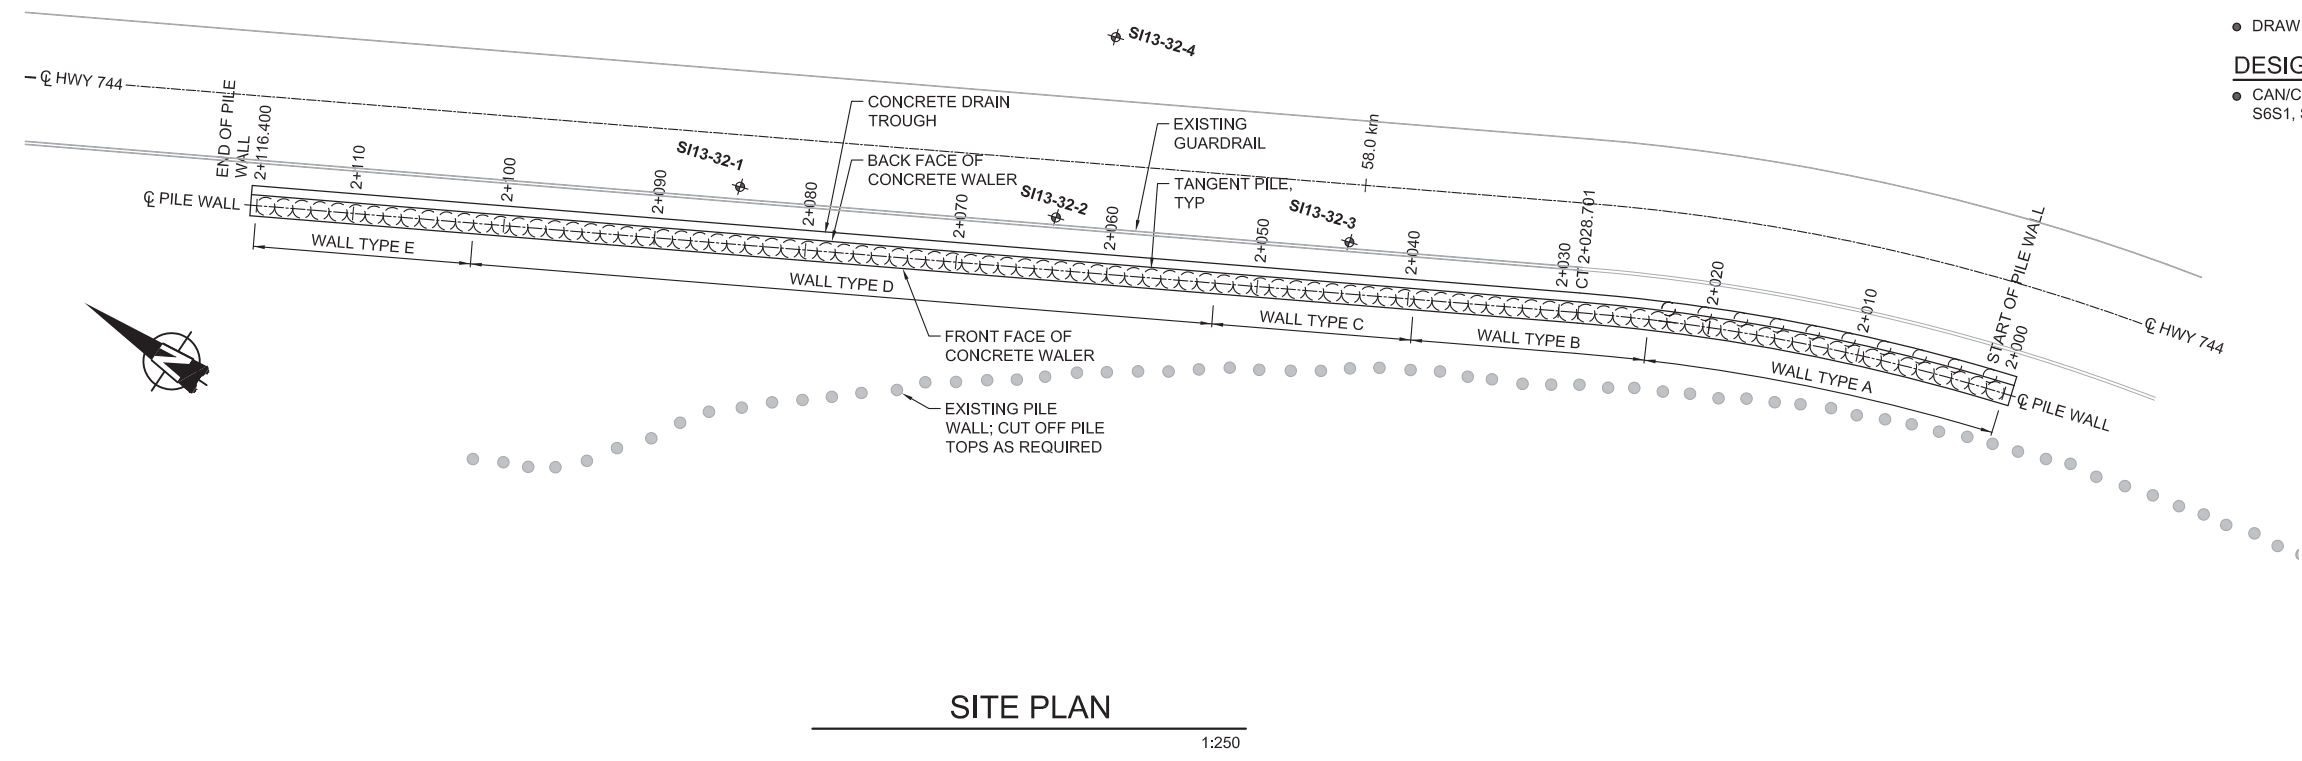 SI13-32-4
DRAW
DESIG
CAN/C
S6S1, S
℄ HWY 744
END OF PILE
WALL
2+116.400
CONCRETE DRAIN
TROUGH
EXISTING
GUARDRAIL
58.0 km
SI13-32-1
BACK FACE OF
CONCRETE WALER
TANGENT PILE,
TYP
SI13-32-2
SI13-32-3
2+110
2+100
2+090
2+080
2+070
2+060
2+050
2+040
2+030
CT 2+028.701
2+020
2+010
START OF PILE WALL
2+000
℄ PILE WALL
℄ HWY 744
℄ PILE WALL
WALL TYPE E
WALL TYPE D
WALL TYPE C
WALL TYPE B
WALL TYPE A
FRONT FACE OF
CONCRETE WALER
N
EXISTING PILE
WALL; CUT OFF PILE
TOPS AS REQUIRED
SITE PLAN
1:250